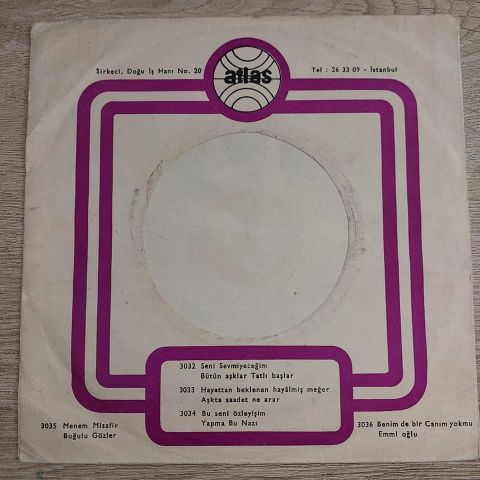 atlas
Sirkeci, Doğu İş Hanı No. 20
Tel : 26 33 09 - İstanbul
3032 Seni Sevmiyeceğim
Bütün aşklar Tatlı başlar
3033 Hayattan beklenen hayâlmiş meğer
Aşkta saadet ne arar
3034 Bu seni özleyişim
Yapma Bu Nazı
3035 Menem Misafir
Buğulu Gözler
3036 Benim de bir Canım yokmu
Emmi oğlu